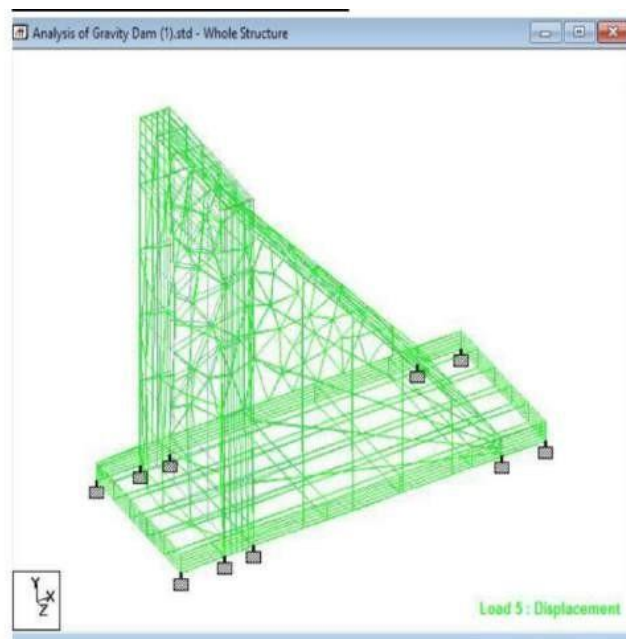 Analysis of Gravity Dam (1).std - Whole Structure
Y
X
Z
Load 5 : Displacement